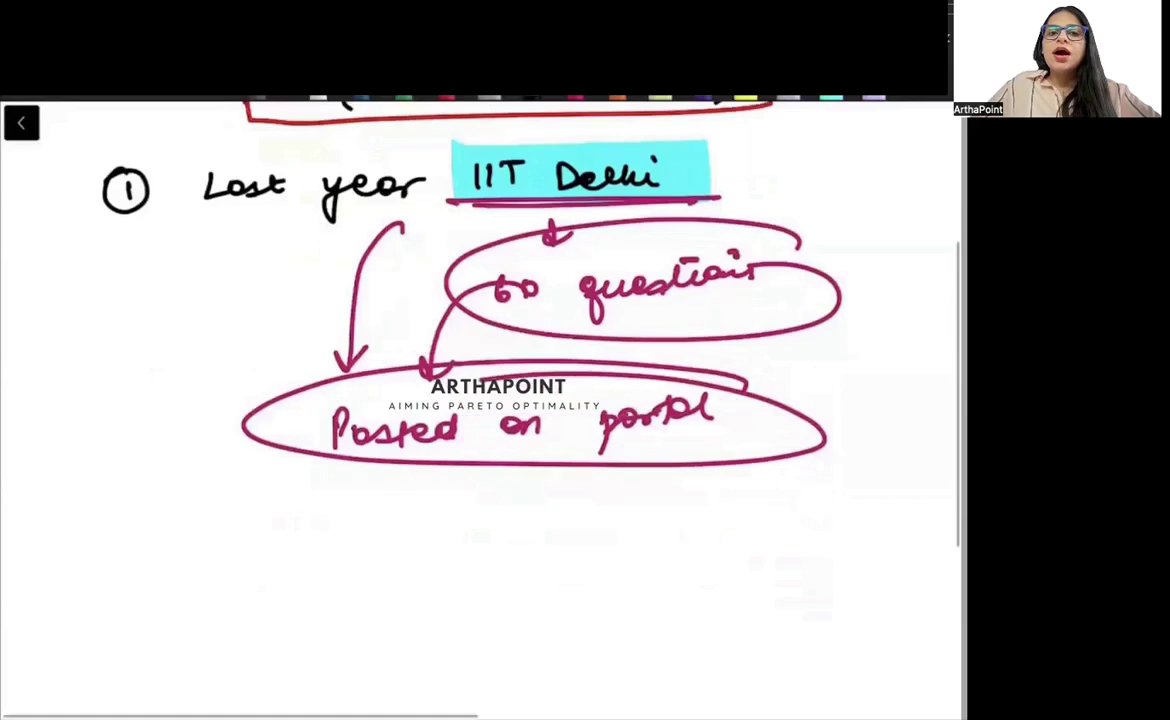 ArthaPoint
① Last year IIT Delhi
60 questions
ARTHAPOINT
AIMING PARETO OPTIMALITY
Posted on portal